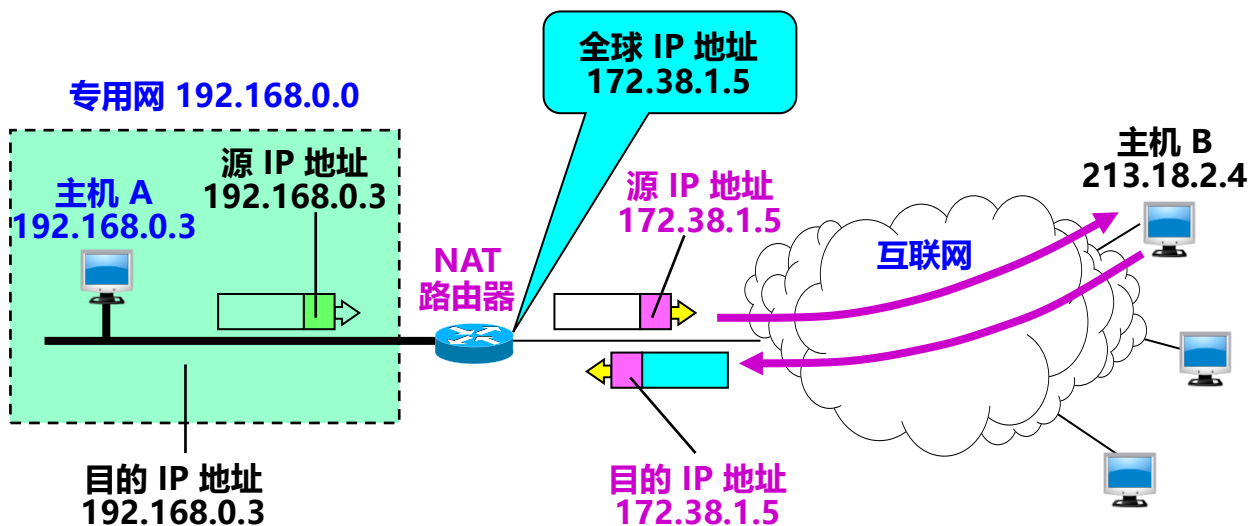 全球 IP 地址
172.38.1.5
专用网 192.168.0.0
源 IP 地址
192.168.0.3
主机 A
192.168.0.3
NAT
路由器
源 IP 地址
172.38.1.5
互联网
主机 B
213.18.2.4
目的 IP 地址
192.168.0.3
目的 IP 地址
172.38.1.5